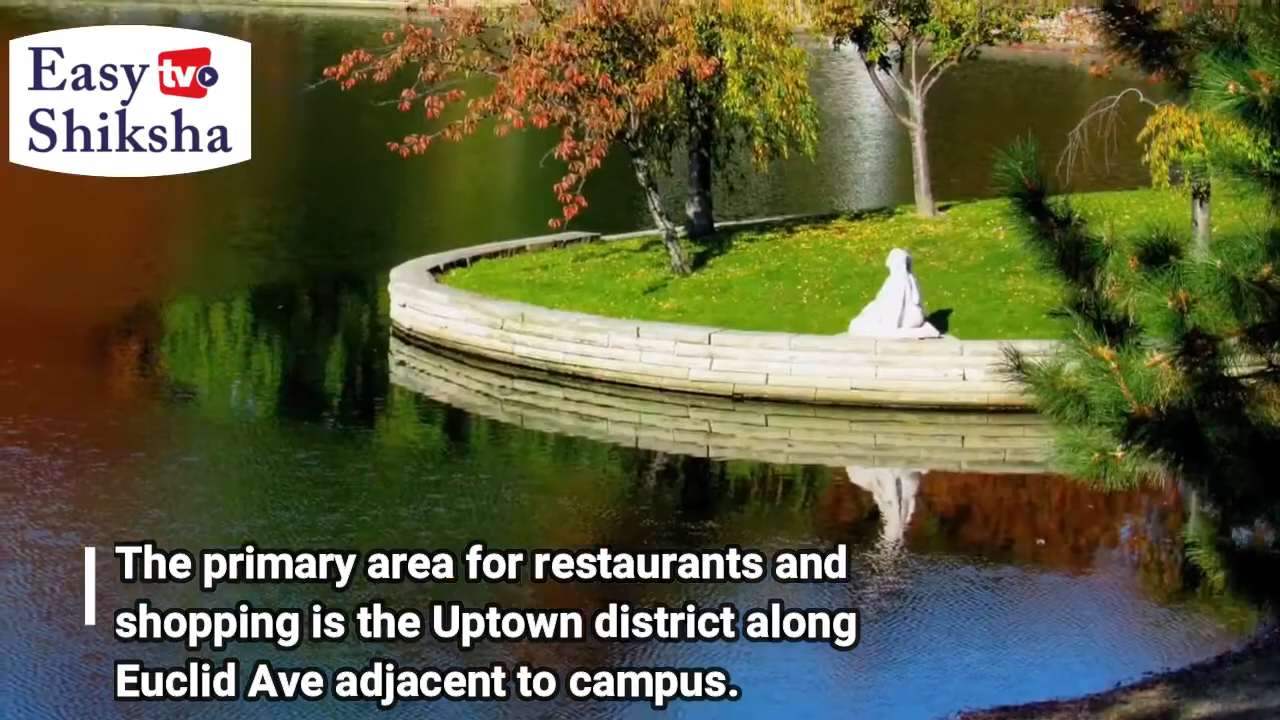 Easy tv
Shiksha
The primary area for restaurants and
shopping is the Uptown district along
Euclid Ave adjacent to campus.